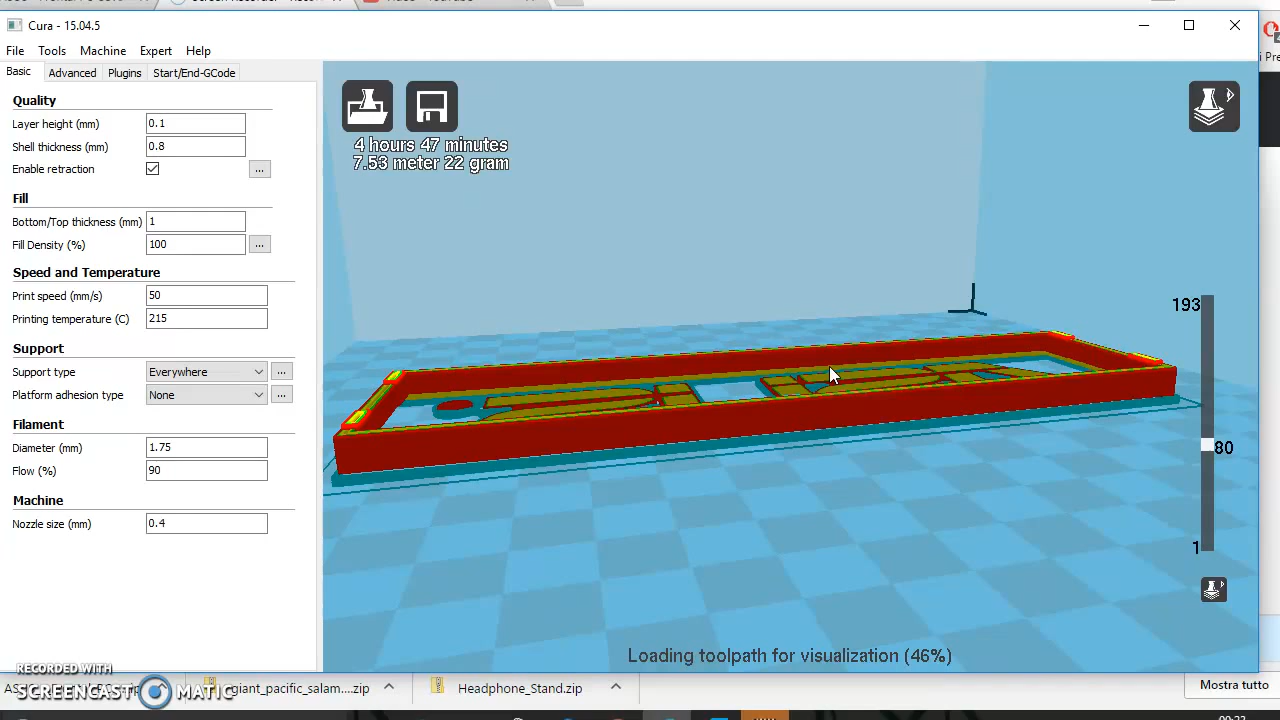 Cura - 15.04.5
File Tools Machine Expert Help
Basic Advanced Plugins Start/End-GCode
Quality
Layer height (mm) 0.1
Shell thickness (mm) 0.8
Enable retraction ...
Fill
Bottom/Top thickness (mm) 1
Fill Density (%) 100 ...
Speed and Temperature
Print speed (mm/s) 50
Printing temperature (C) 215
Support
Support type Everywhere ...
Platform adhesion type None ...
Filament
Diameter (mm) 1.75
Flow (%) 90
Machine
Nozzle size (mm) 0.4
4 hours 47 minutes
7.53 meter 22 gram
193
80
1
Loading toolpath for visualization (46%)
RECORDED WITH
SCREENCAST MATIC
giant_pacific_salam....zip
Headphone_Stand.zip
Mostra tutto